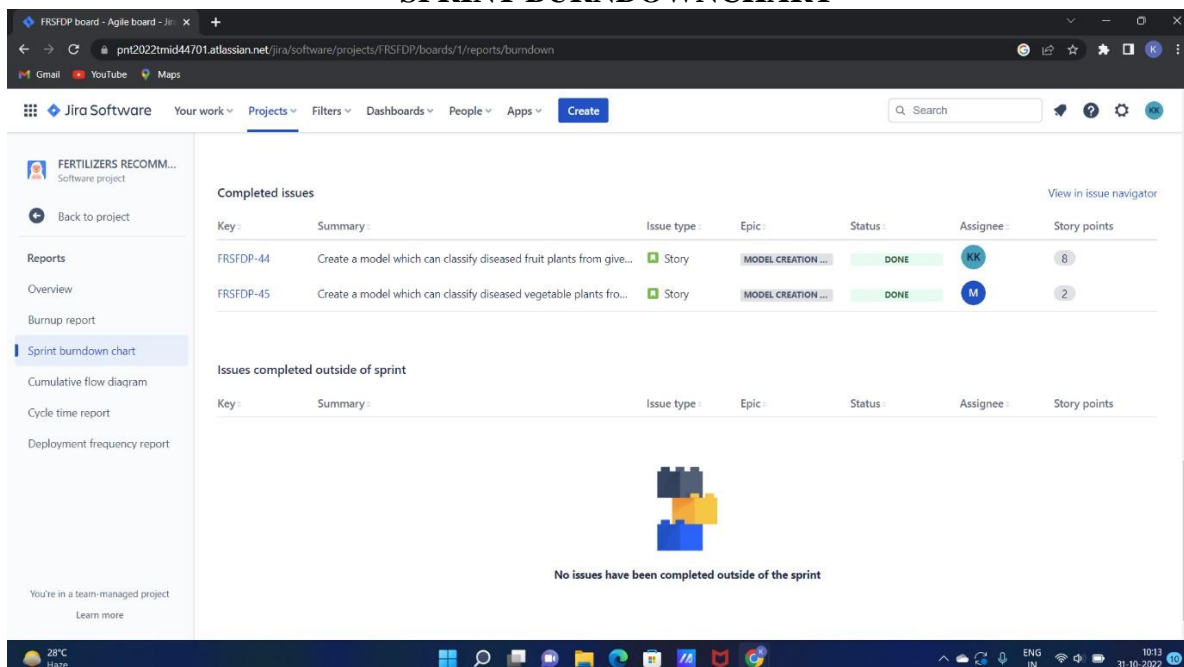 SPRINT BURNDOWNCHART
FRSFDP board - Agile board - Jir
pnt2022tmid44701.atlassian.net/jira/software/projects/FRSFDP/boards/1/reports/burndown
G
K
Gmail YouTube Maps
Jira Software Your work Projects Filters Dashboards People Apps Create Search KK
FERTILIZERS RECOMM...
Software project
Back to project
Reports
Overview
Burnup report
Sprint burndown chart
Cumulative flow diagram
Cycle time report
Deployment frequency report
You're in a team-managed project
Learn more
Completed issues View in issue navigator
Key Summary Issue type Epic Status Assignee Story points
FRSFDP-44 Create a model which can classify diseased fruit plants from give... Story MODEL CREATION ... DONE KK 8
FRSFDP-45 Create a model which can classify diseased vegetable plants fro... Story MODEL CREATION ... DONE M 2
Issues completed outside of sprint
Key Summary Issue type Epic Status Assignee Story points
No issues have been completed outside of the sprint
28°C
Haze
ENG
IN
10:13
31-10-2022
10